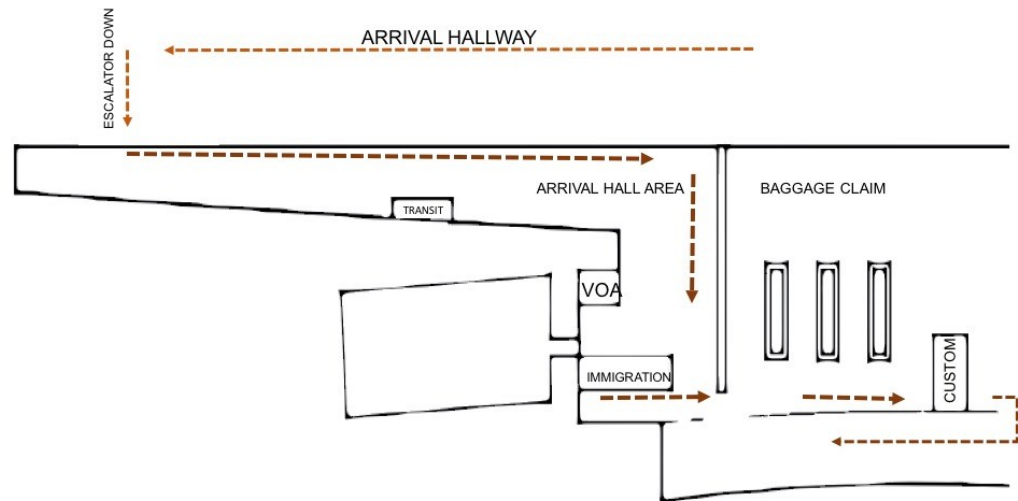 ARRIVAL HALLWAY
ESCALATOR DOWN
ARRIVAL HALL AREA
BAGGAGE CLAIM
TRANSIT
VOA
IMMIGRATION
CUSTOM